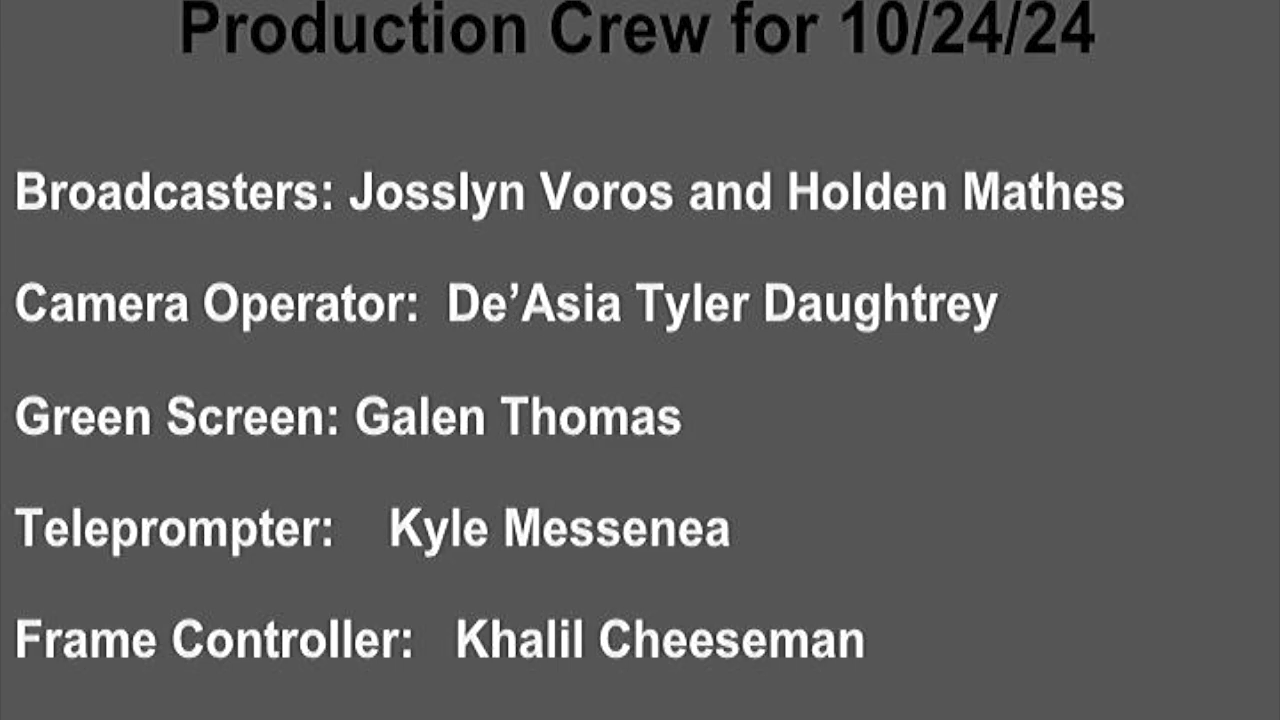 Production Crew for 10/24/24
Broadcasters: Josslyn Voros and Holden Mathes
Camera Operator:  De’Asia Tyler Daughtrey
Green Screen: Galen Thomas
Teleprompter:    Kyle Messenea
Frame Controller:   Khalil Cheeseman